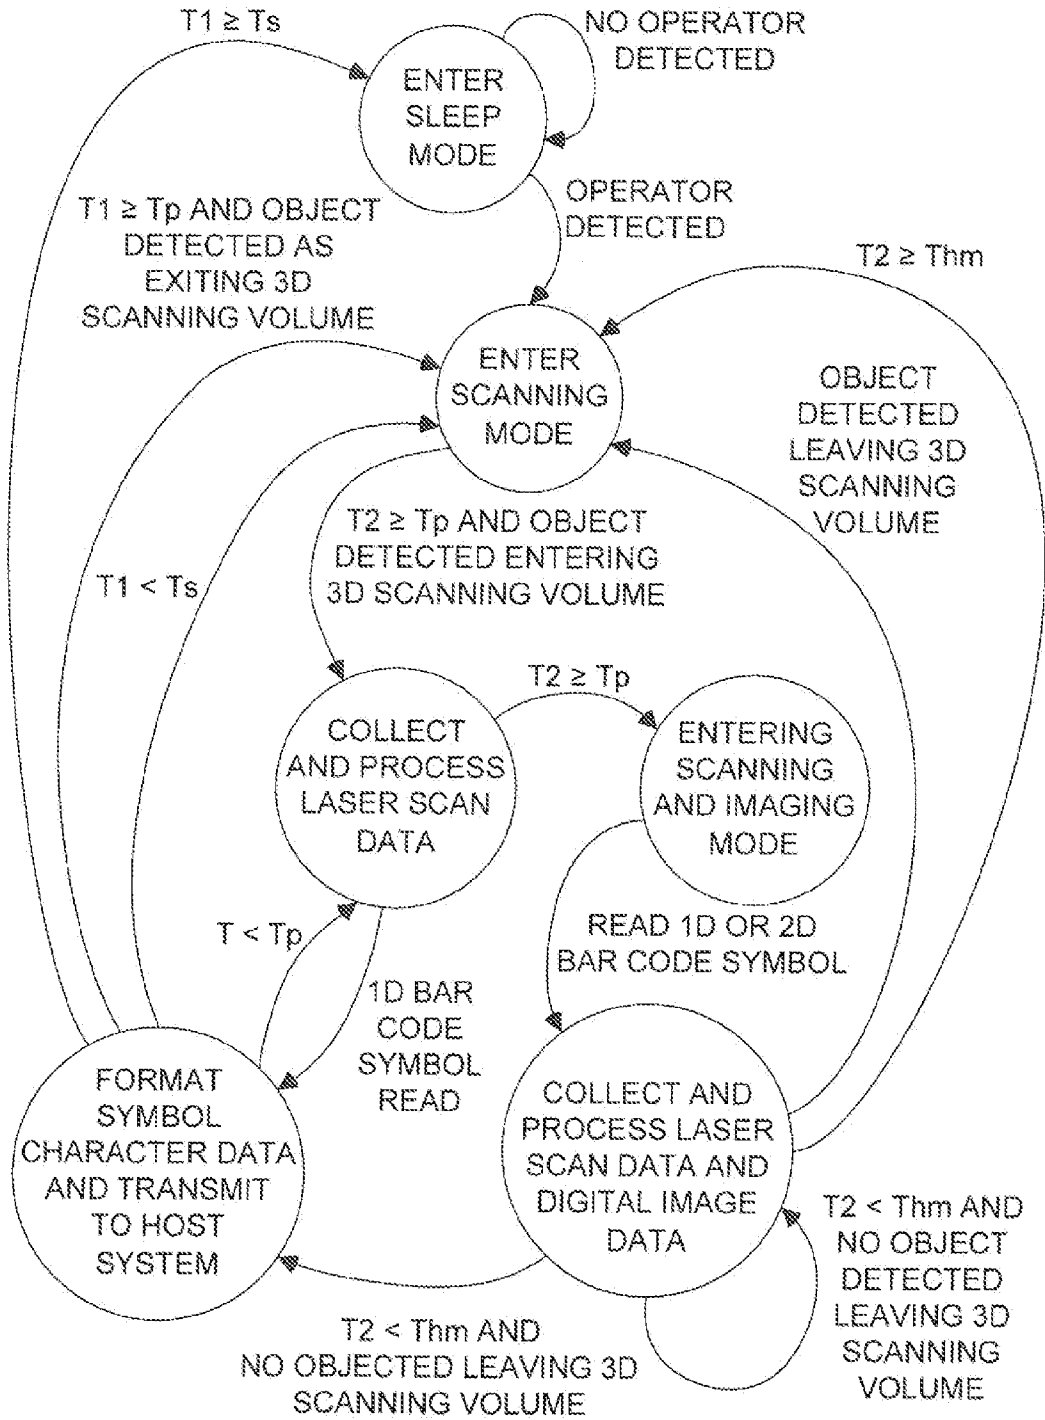 T1 ≥ Ts
NO OPERATOR
DETECTED
ENTER
SLEEP
MODE
OPERATOR
DETECTED
T1 ≥ Tp AND OBJECT
DETECTED AS
EXITING 3D
SCANNING VOLUME
T2 ≥ Thm
ENTER
SCANNING
MODE
OBJECT
DETECTED
LEAVING 3D
SCANNING
VOLUME
T2 ≥ Tp AND OBJECT
DETECTED ENTERING
3D SCANNING VOLUME
T1 < Ts
T2 ≥ Tp
COLLECT
AND PROCESS
LASER SCAN
DATA
ENTERING
SCANNING
AND IMAGING
MODE
T < Tp
READ 1D OR 2D
BAR CODE SYMBOL
1D BAR
CODE
SYMBOL
READ
FORMAT
SYMBOL
CHARACTER DATA
AND TRANSMIT
TO HOST
SYSTEM
COLLECT AND
PROCESS LASER
SCAN DATA AND
DIGITAL IMAGE
DATA
T2 < Thm AND
NO OBJECT
DETECTED
LEAVING 3D
SCANNING
VOLUME
T2 < Thm AND
NO OBJECTED LEAVING 3D
SCANNING VOLUME